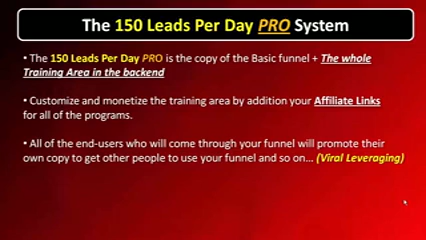 The 150 Leads Per Day PRO System
• The 150 Leads Per Day PRO is the copy of the Basic funnel + The whole
Training Area in the backend
• Customize and monetize the training area by addition your Affiliate Links
for all of the programs.
• All of the end-users who will come through your funnel will promote their
own copy to get other people to use your funnel and so on... (Viral Leveraging)